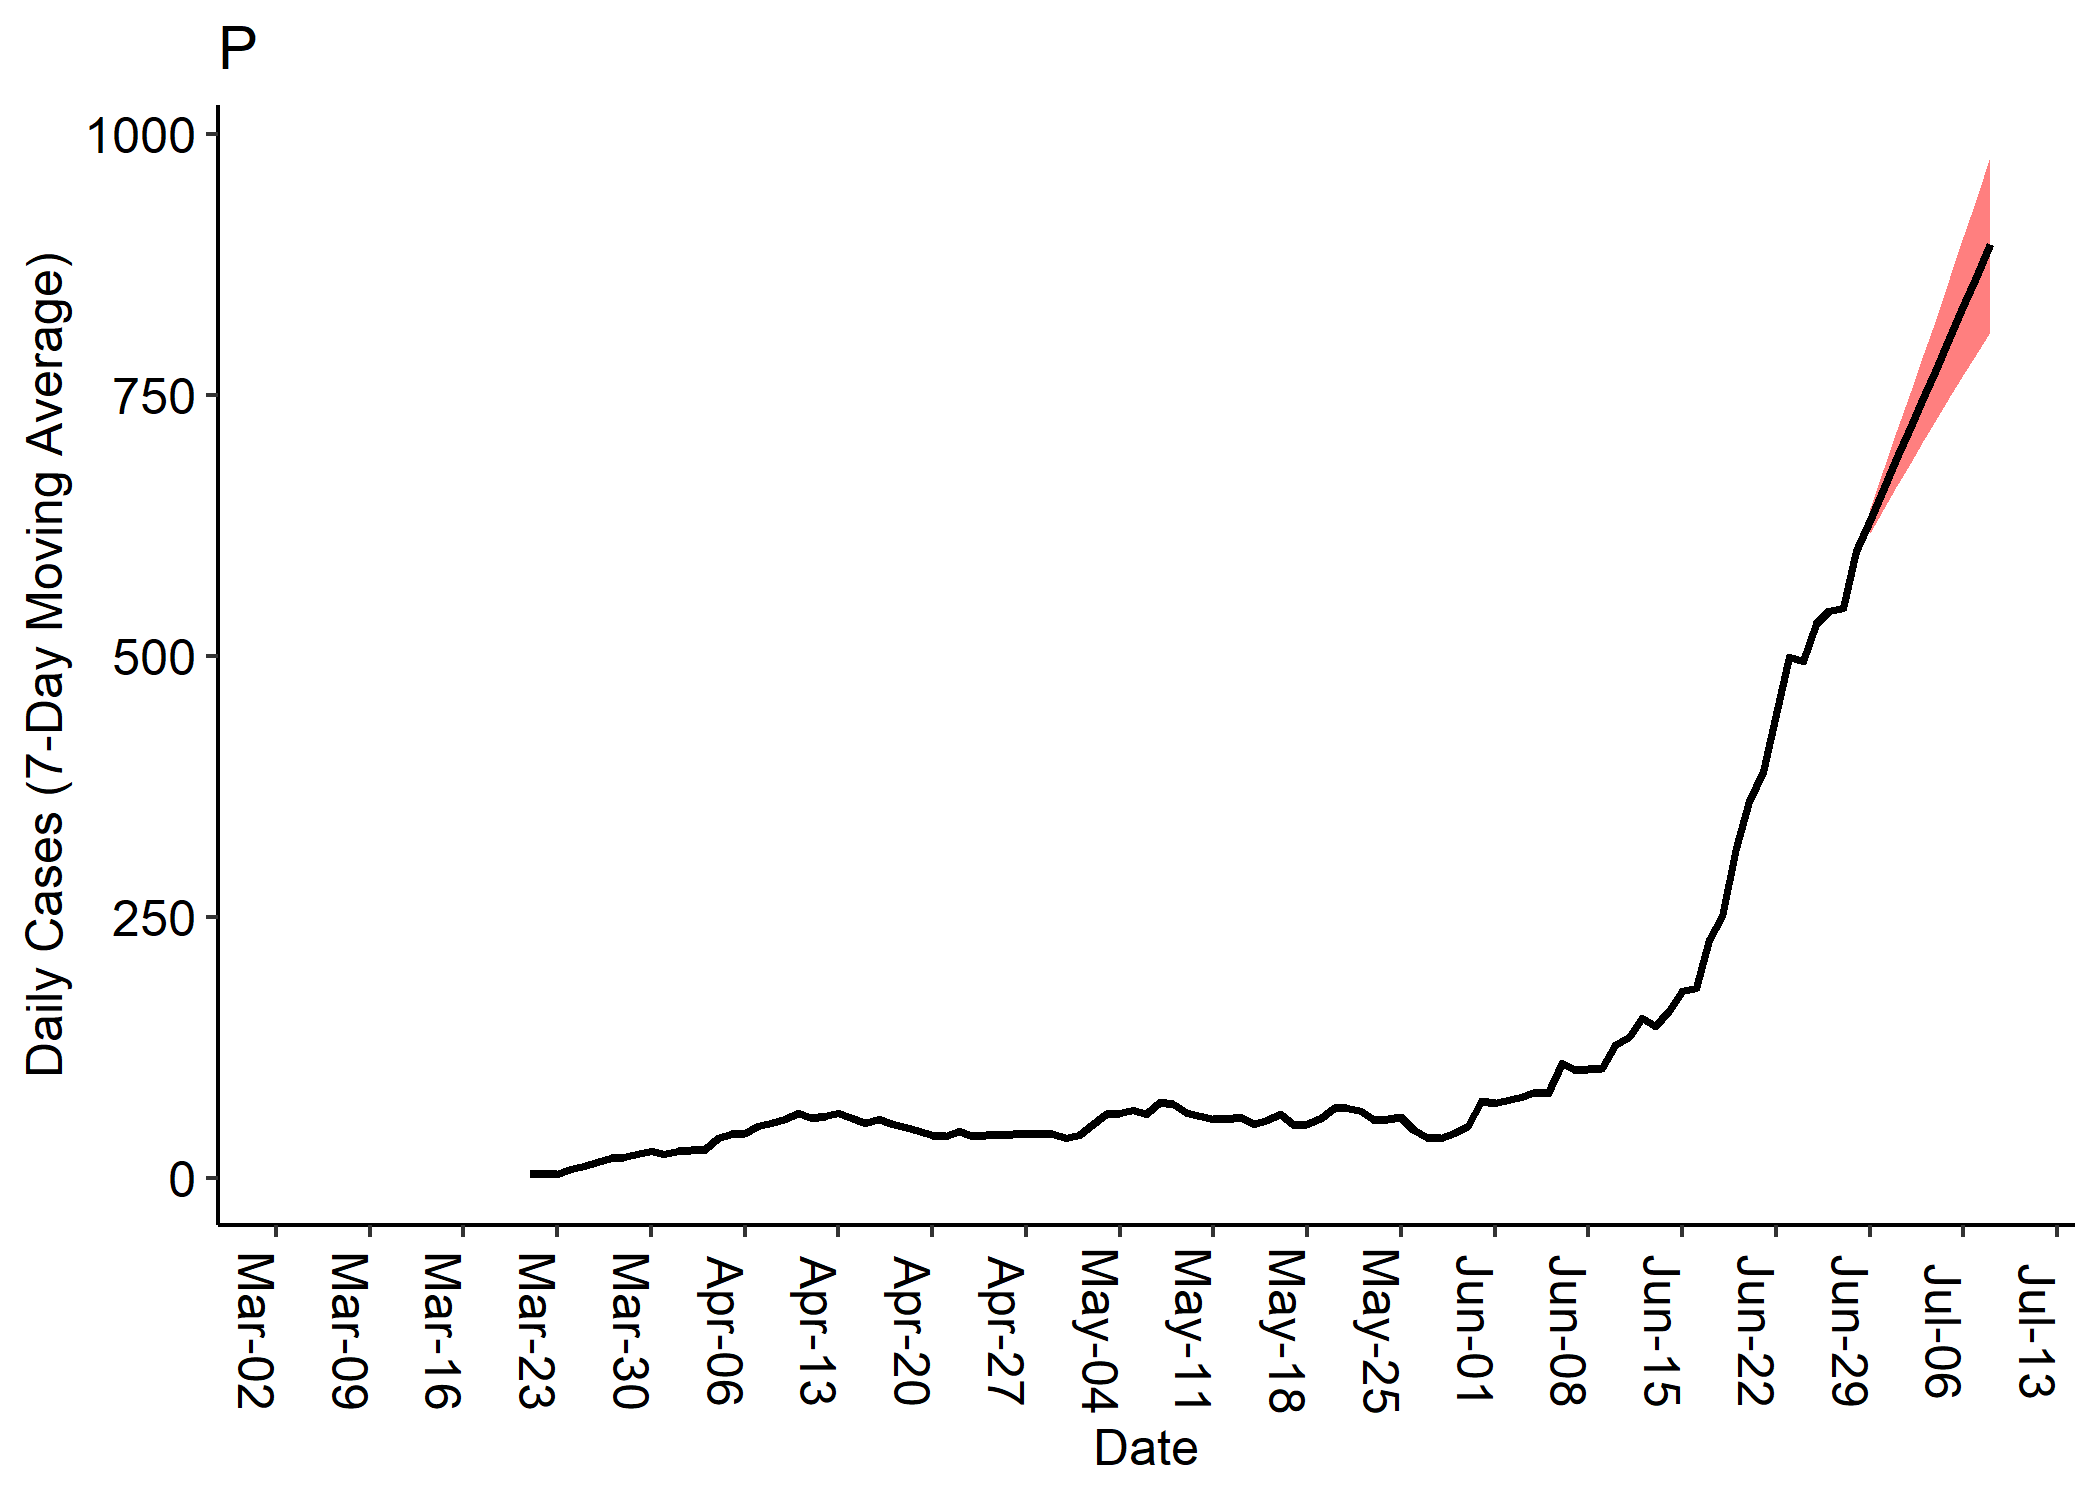 P
Daily Cases (7-Day Moving Average)
1000
750
500
250
0
Mar-02
Mar-09
Mar-16
Mar-23
Mar-30
Apr-06
Apr-13
Apr-20
Apr-27
May-04
May-11
May-18
May-25
Jun-01
Jun-08
Jun-15
Jun-22
Jun-29
Jul-06
Jul-13
Date